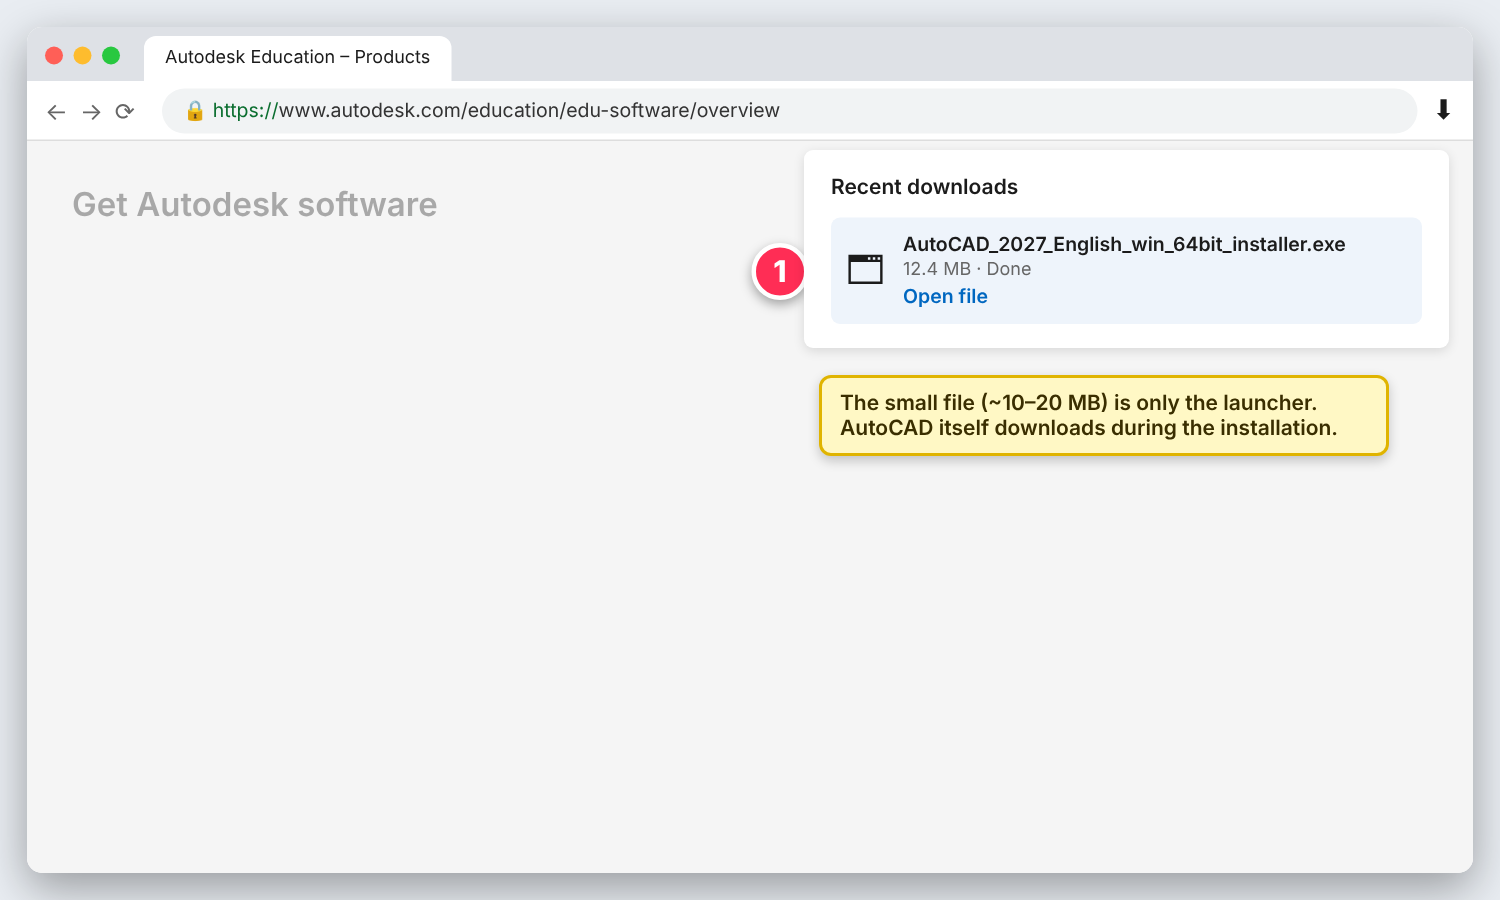 Autodesk Education – Products
https://www.autodesk.com/education/edu-software/overview
Get Autodesk software
Recent downloads
1
AutoCAD_2027_English_win_64bit_installer.exe
12.4 MB · Done
Open file
The small file (~10–20 MB) is only the launcher.
AutoCAD itself downloads during the installation.